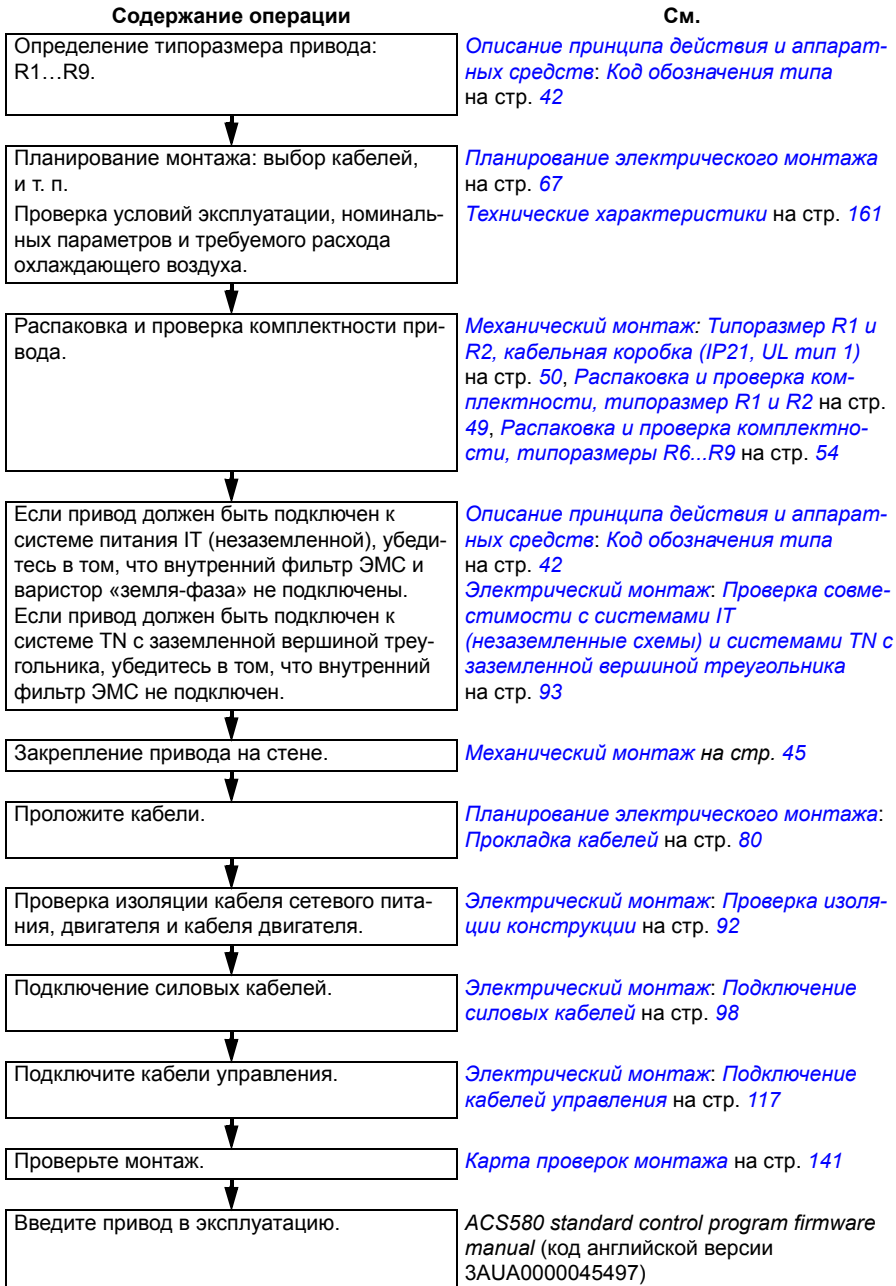 Содержание операции
См.
Определение типоразмера привода:
R1…R9.
Описание принципа действия и аппарат-
ных средств: Код обозначения типа
на стр. 42
Планирование монтажа: выбор кабелей,
и т. п.
Планирование электрического монтажа
на стр. 67
Проверка условий эксплуатации, номиналь-
ных параметров и требуемого расхода
охлаждающего воздуха.
Технические характеристики на стр. 161
Распаковка и проверка комплектности при-
вода.
Механический монтаж: Типоразмер R1 и
R2, кабельная коробка (IP21, UL тип 1)
на стр. 50, Распаковка и проверка ком-
плектности, типоразмер R1 и R2 на стр.
49, Распаковка и проверка комплектно-
сти, типоразмеры R6...R9 на стр. 54
Если привод должен быть подключен к
системе питания IT (незаземленной), убеди-
тесь в том, что внутренний фильтр ЭМС и
варистор «земля-фаза» не подключены.
Если привод должен быть подключен к
системе TN с заземленной вершиной треу-
гольника, убедитесь в том, что внутренний
фильтр ЭМС не подключен.
Описание принципа действия и аппарат-
ных средств: Код обозначения типа
на стр. 42
Электрический монтаж: Проверка совме-
стимости с системами IT
(незаземленные схемы) и системами TN с
заземленной вершиной треугольника
на стр. 93
Закрепление привода на стене.
Механический монтаж на стр. 45
Проложите кабели.
Планирование электрического монтажа:
Прокладка кабелей на стр. 80
Проверка изоляции кабеля сетевого пита-
ния, двигателя и кабеля двигателя.
Электрический монтаж: Проверка изоля-
ции конструкции на стр. 92
Подключение силовых кабелей.
Электрический монтаж: Подключение
силовых кабелей на стр. 98
Подключите кабели управления.
Электрический монтаж: Подключение
кабелей управления на стр. 117
Проверьте монтаж.
Карта проверок монтажа на стр. 141
Введите привод в эксплуатацию.
ACS580 standard control program firmware
manual (код английской версии
3AUA0000045497)